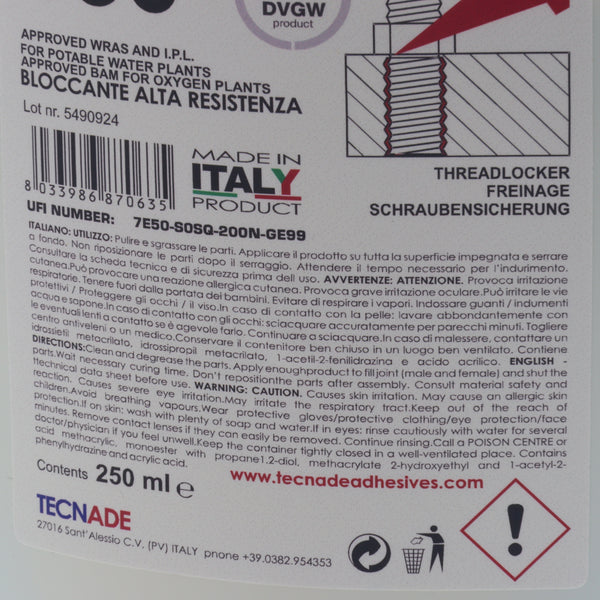 DVGW
product
APPROVED WRAS AND I.P.L.
FOR POTABLE WATER PLANTS
APPROVED BAM FOR OXYGEN PLANTS
BLOCCANTE ALTA RESISTENZA
Lot nr. 5490924
8 033986 870635
MADE IN
ITALY
PRODUCT
THREADLOCKER
FREINAGE
SCHRAUBENSICHERUNG
UFI NUMBER: 7E50-S0SQ-200N-GE99
ITALIANO: UTILIZZO: Pulire e sgrassare le parti. Applicare il prodotto su tutta la superficie impegnata e serrare
a fondo. Non riposizionare le parti dopo il serraggio. Attendere il tempo necessario per l'indurimento.
Consultare la scheda tecnica e di sicurezza prima dell uso. AVVERTENZE: ATTENZIONE. Provoca irritazione
cutanea.Può provocare una reazione allergica cutanea. Provoca grave irritazione oculare.Può irritare le vie
respiratorie. Tenere fuori dalla portata dei bambini. Evitare di respirare i vapori. Indossare guanti / indumenti
protettivi / Proteggere gli occhi / il viso.In caso di contatto con la pelle: lavare abbondantemente con
acqua e sapone.In caso di contatto con gli occhi: sciacquare accuratamente per parecchi minuti. Togliere
le eventuali lenti a contatto se è agevole farlo. Continuare a sciacquare. In caso di malessere, contattare un
centro antiveleni o un medico.Conservare il contenitore ben chiuso in un luogo ben ventilato. Contiene
idrossietil metacrilato, idrossipropil metacrilato, 1-acetil-2-fenilidrazina e acido acrilico. ENGLISH -
DIRECTIONS:Clean and degrease the parts. Apply enoughproduct to fill joint (male and female) and shut the
parts.Wait necessary curing time. Don't repositionthe parts after assembly. Consult material safety and
ttechnical data sheet before use. WARNING: CAUTION. Causes skin irritation. May cause an allergic skin
reaction. Causes severe eye irritation.May irritate the respiratory tract.Keep out of the reach of
children.Avoid breathing vapours.Wear protective gloves/protective clothing/eye protection/face
protection.If on skin: wash with plenty of soap and water.If in eyes: rinse cautiously with water for several
minutes. Remove contact lenses if they can easily be removed. Continue rinsing.Call a POISON CENTRE or
doctor/physician if you feel unwell.Keep the container tightly closed in a well-ventilated place. Contains
acid methacrylic, monoester with propane1.2-diol, methacrylate 2-hydroxyethyl and 1-acetyl-2-
phenylhydrazine and acrylic acid.
Contents 250 ml e
www.tecnadeadhesives.com
TECNADE
27016 Sant'Alessio C.V. (PV) ITALY phone +39.0382.954353